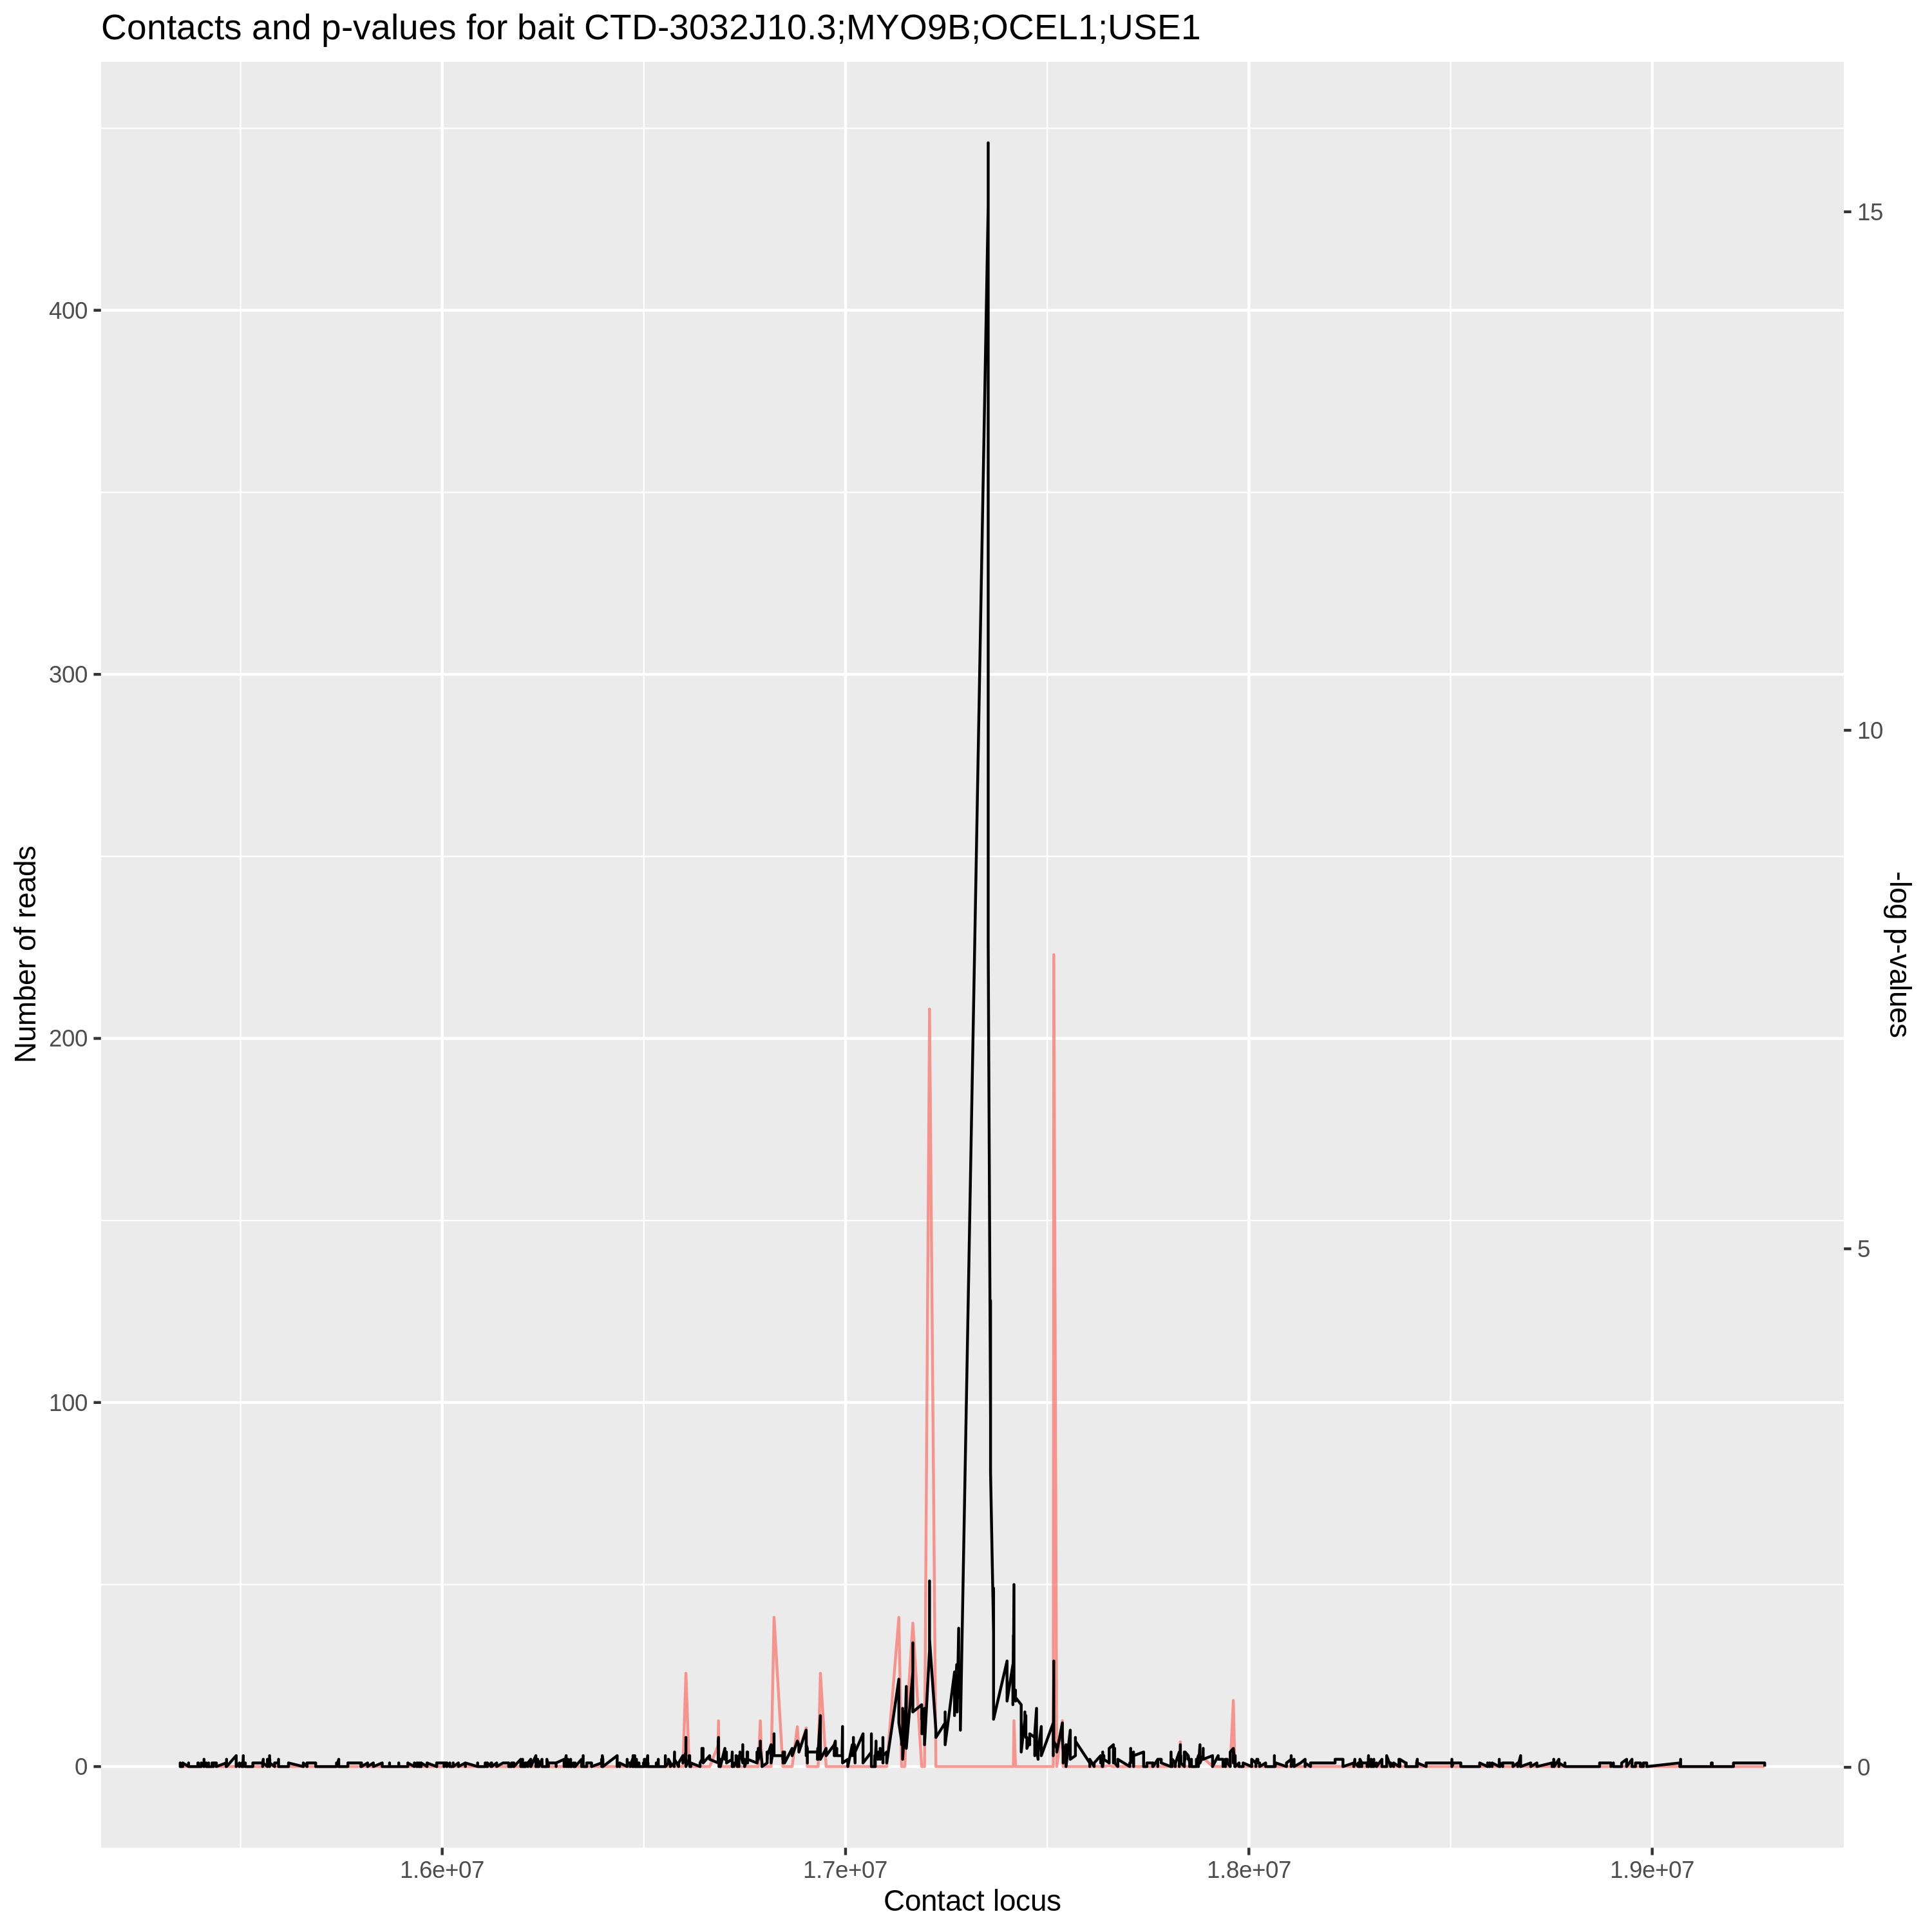 Contacts and p-values for bait CTD-3032J10.3;MYO9B;OCEL1;USE1
Number of reads
400
300
200
100
0
15
10
5
0
-log p-values
1.6e+07
1.7e+07
1.8e+07
1.9e+07
Contact locus